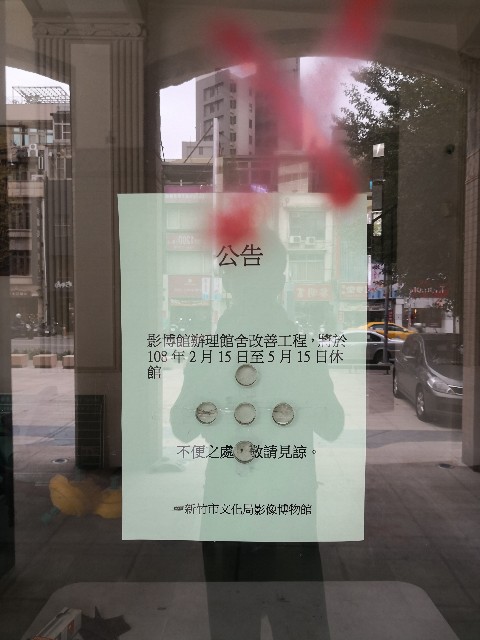 公告
影博館辦理館舍改善工程，將於
108 年 2 月 15 日至 5 月 15 日休
館
不便之處，敬請見諒。
新竹市文化局影像博物館